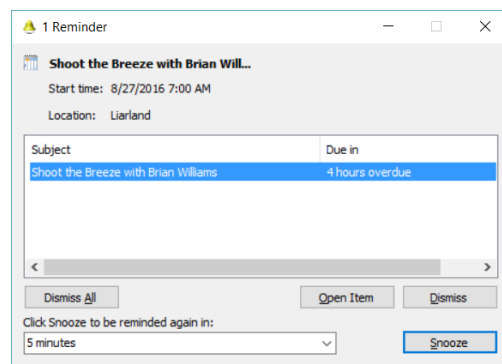 1 Reminder
Shoot the Breeze with Brian Will...
Start time: 8/27/2016 7:00 AM
Location: Liarland
Subject Due in
Shoot the Breeze with Brian Williams 4 hours overdue
Dismiss All Open Item Dismiss
Click Snooze to be reminded again in:
5 minutes Snooze